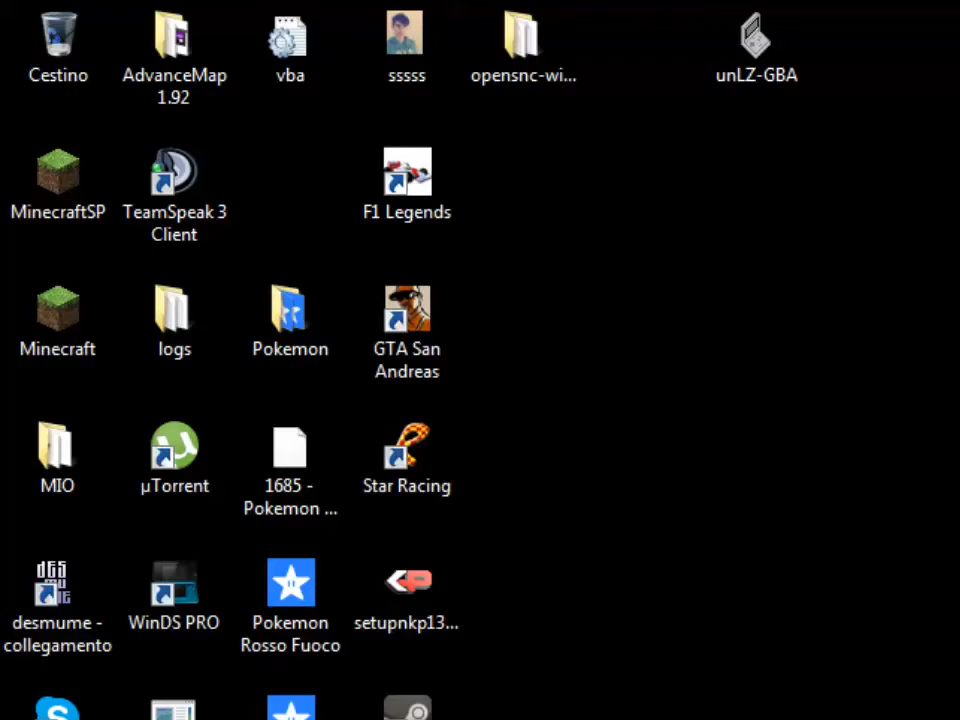 Cestino
AdvanceMap
1.92
vba
sssss
opensnc-wi...
unLZ-GBA
MinecraftSP
TeamSpeak 3
Client
F1 Legends
Minecraft
logs
Pokemon
GTA San
Andreas
MIO
µTorrent
1685 -
Pokemon ...
Star Racing
desmume -
collegamento
WinDS PRO
Pokemon
Rosso Fuoco
setupnkp13...